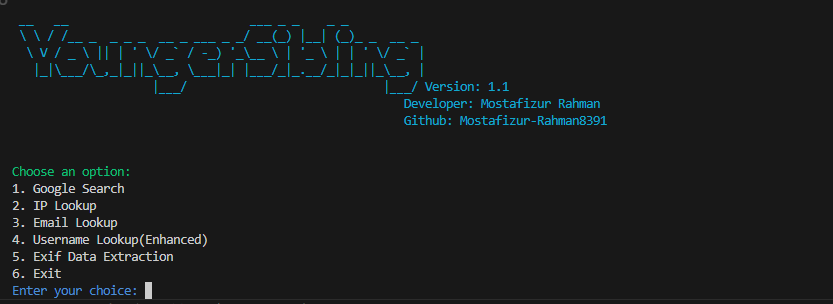 YoungerSibling
Version: 1.1
Developer: Mostafizur Rahman
Github: Mostafizur-Rahman8391
Choose an option:
1. Google Search
2. IP Lookup
3. Email Lookup
4. Username Lookup(Enhanced)
5. Exif Data Extraction
6. Exit
Enter your choice: